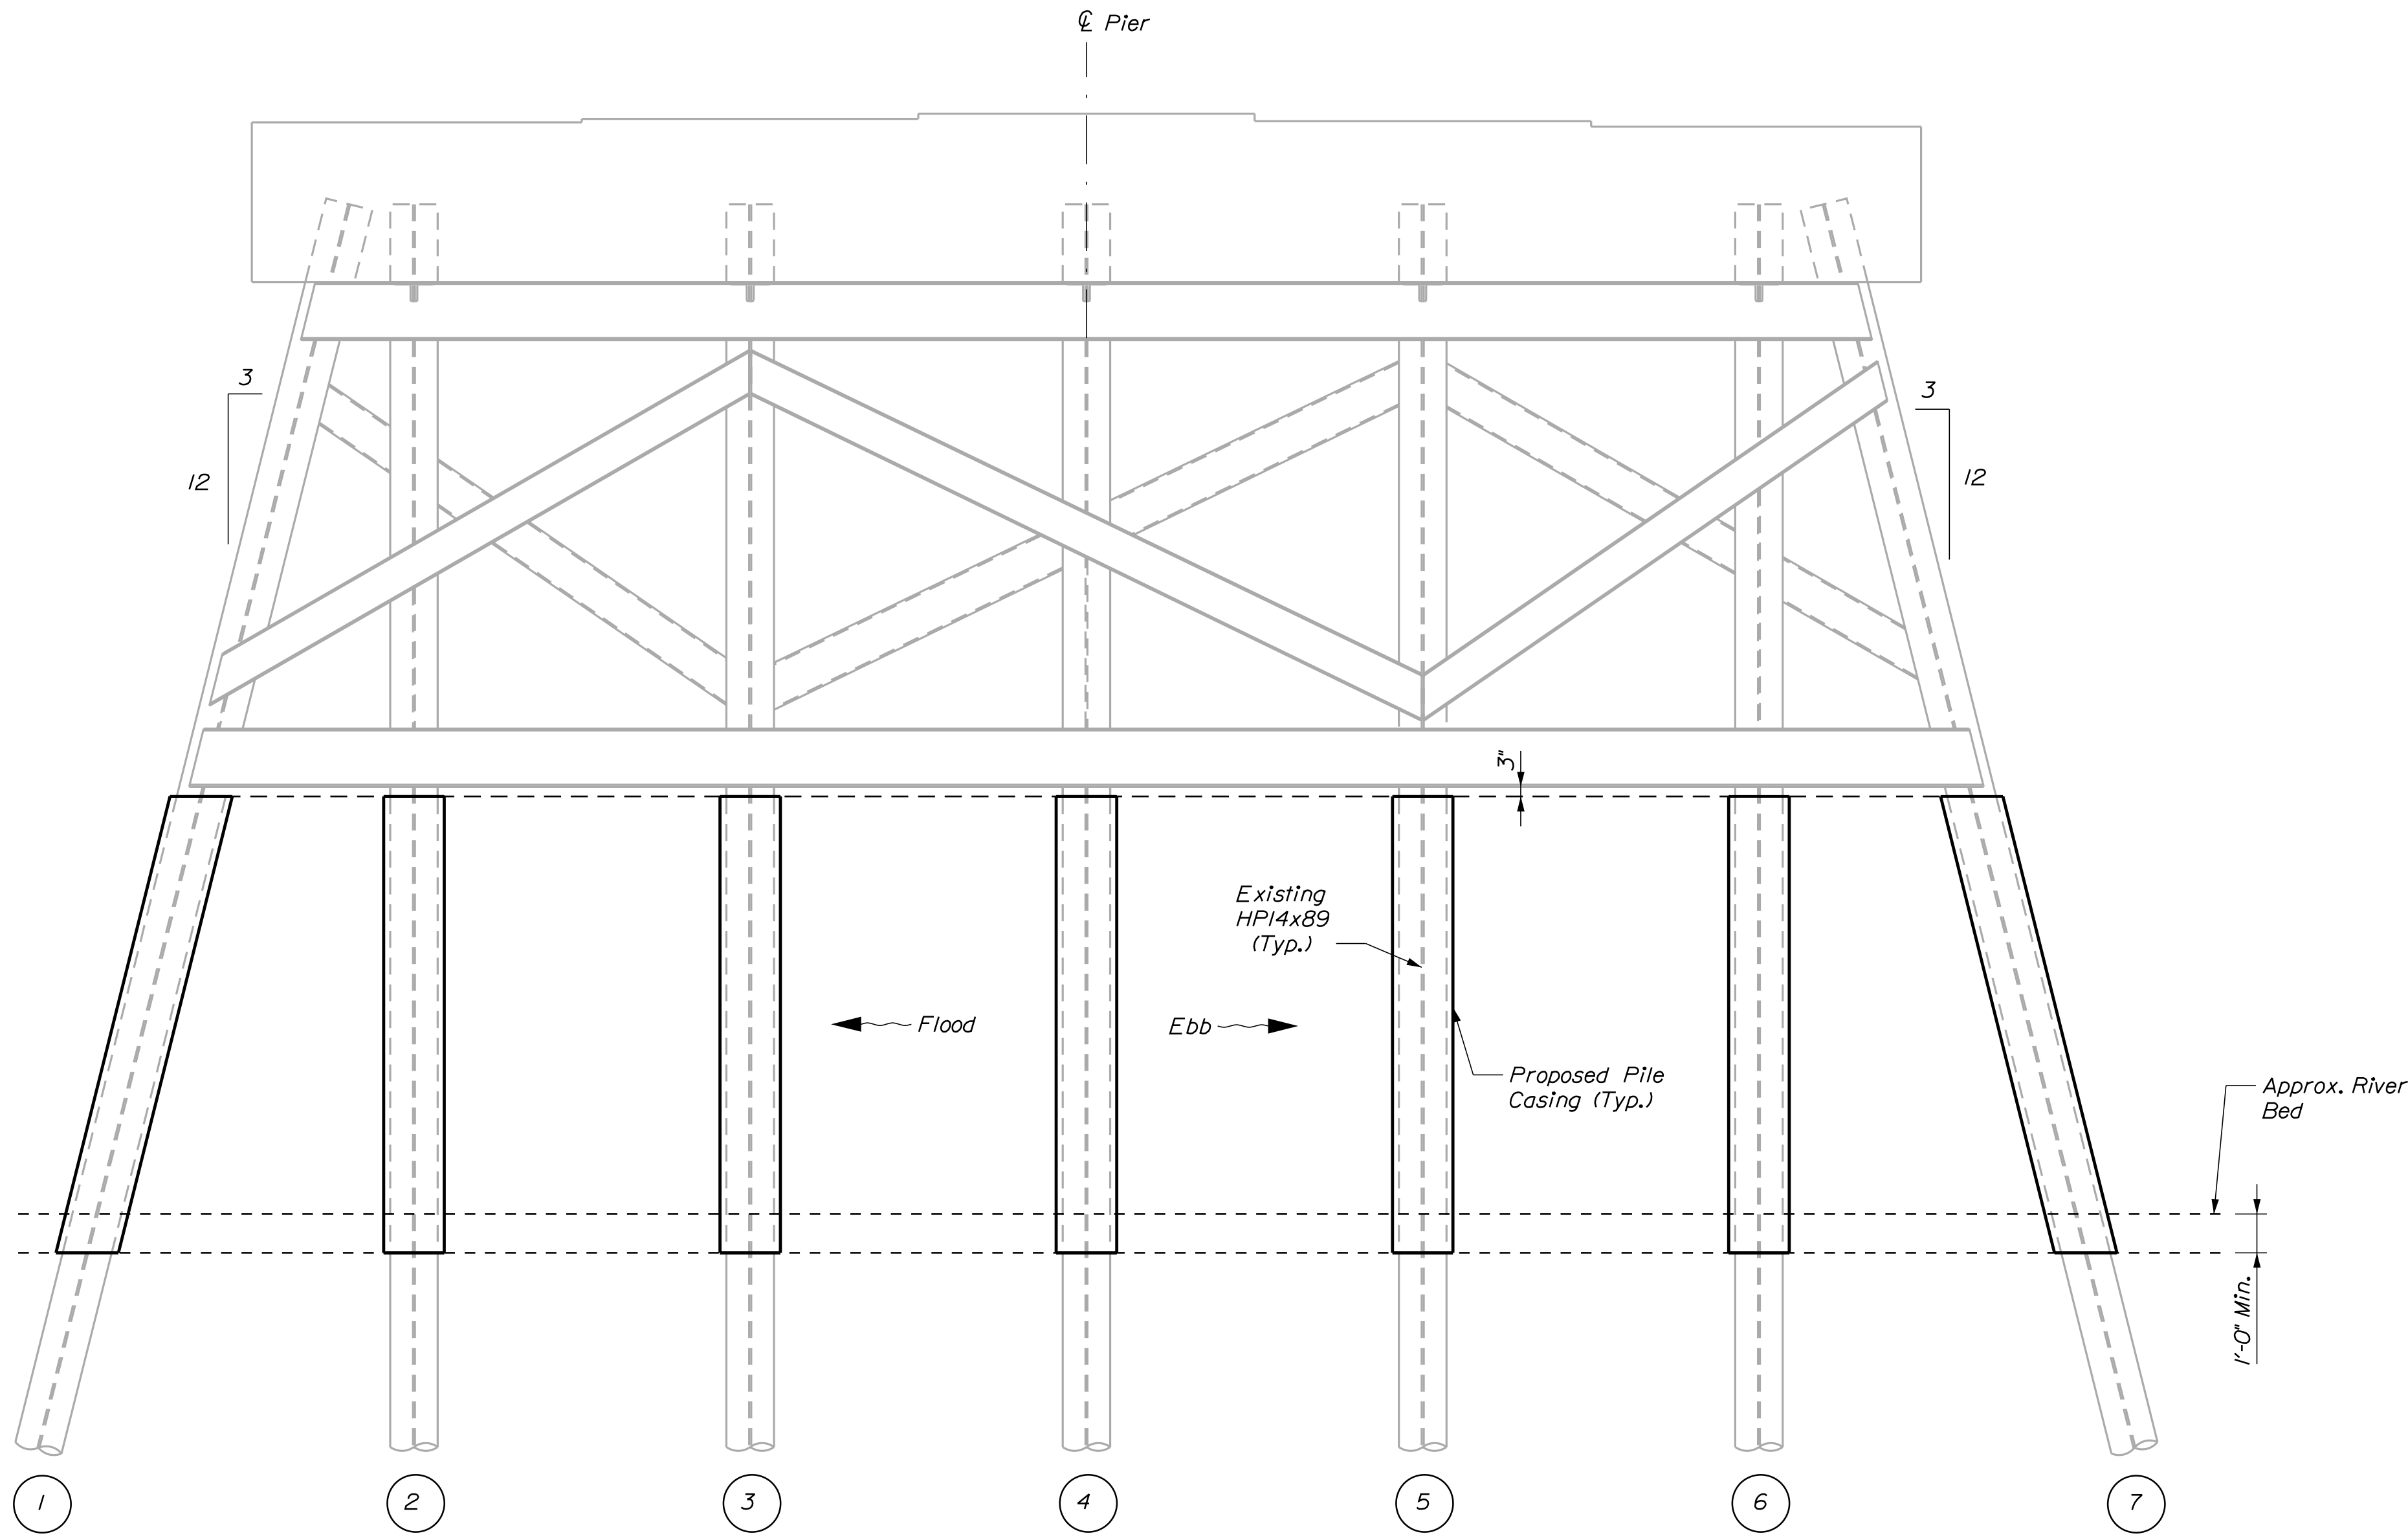 ℄ Pier
3
12
3
12
3"
Existing
HP14x89
(Typ.)
Flood
Ebb
Proposed Pile
Casing (Typ.)
Approx. River
Bed
1'-0" Min.
1
2
3
4
5
6
7